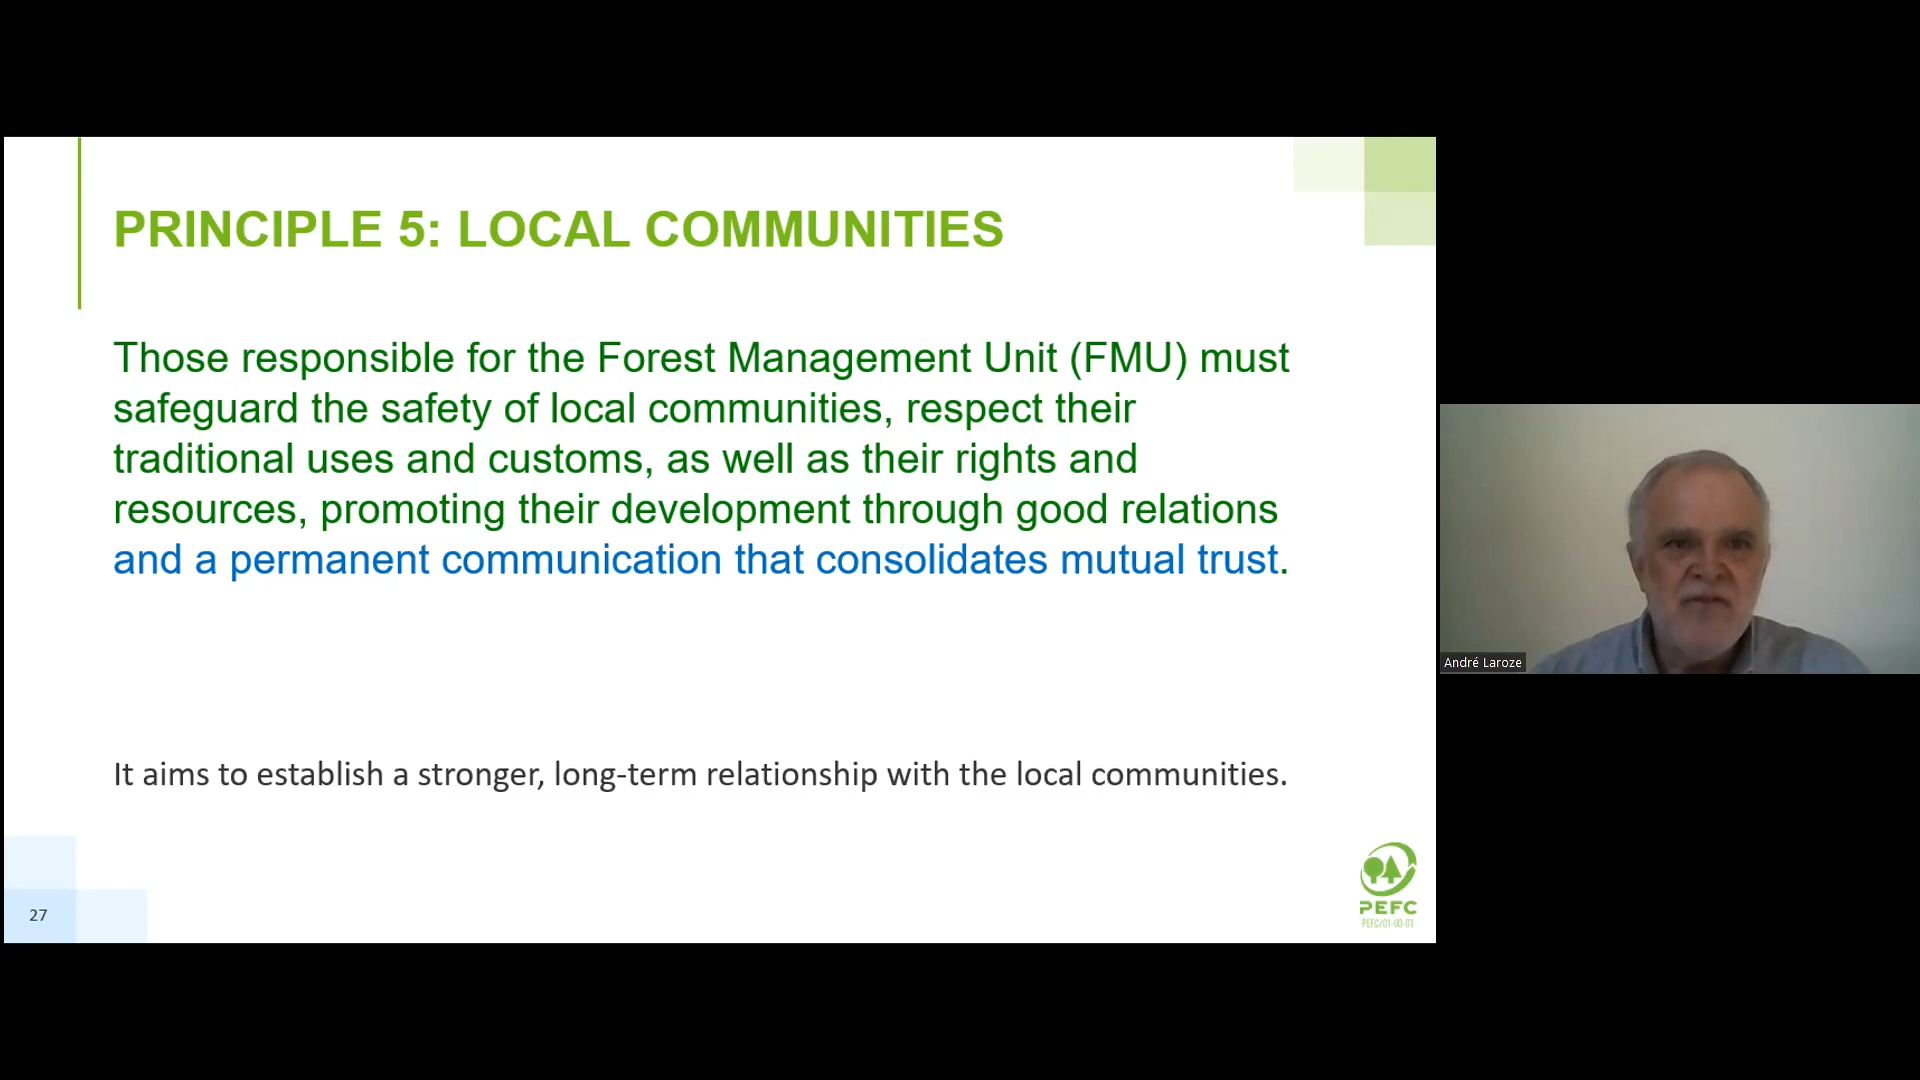 PRINCIPLE 5: LOCAL COMMUNITIES
Those responsible for the Forest Management Unit (FMU) must
safeguard the safety of local communities, respect their
traditional uses and customs, as well as their rights and
resources, promoting their development through good relations
and a permanent communication that consolidates mutual trust.
It aims to establish a stronger, long-term relationship with the local communities.
27
PEFC
PEFC/01-00-01
André Laroze